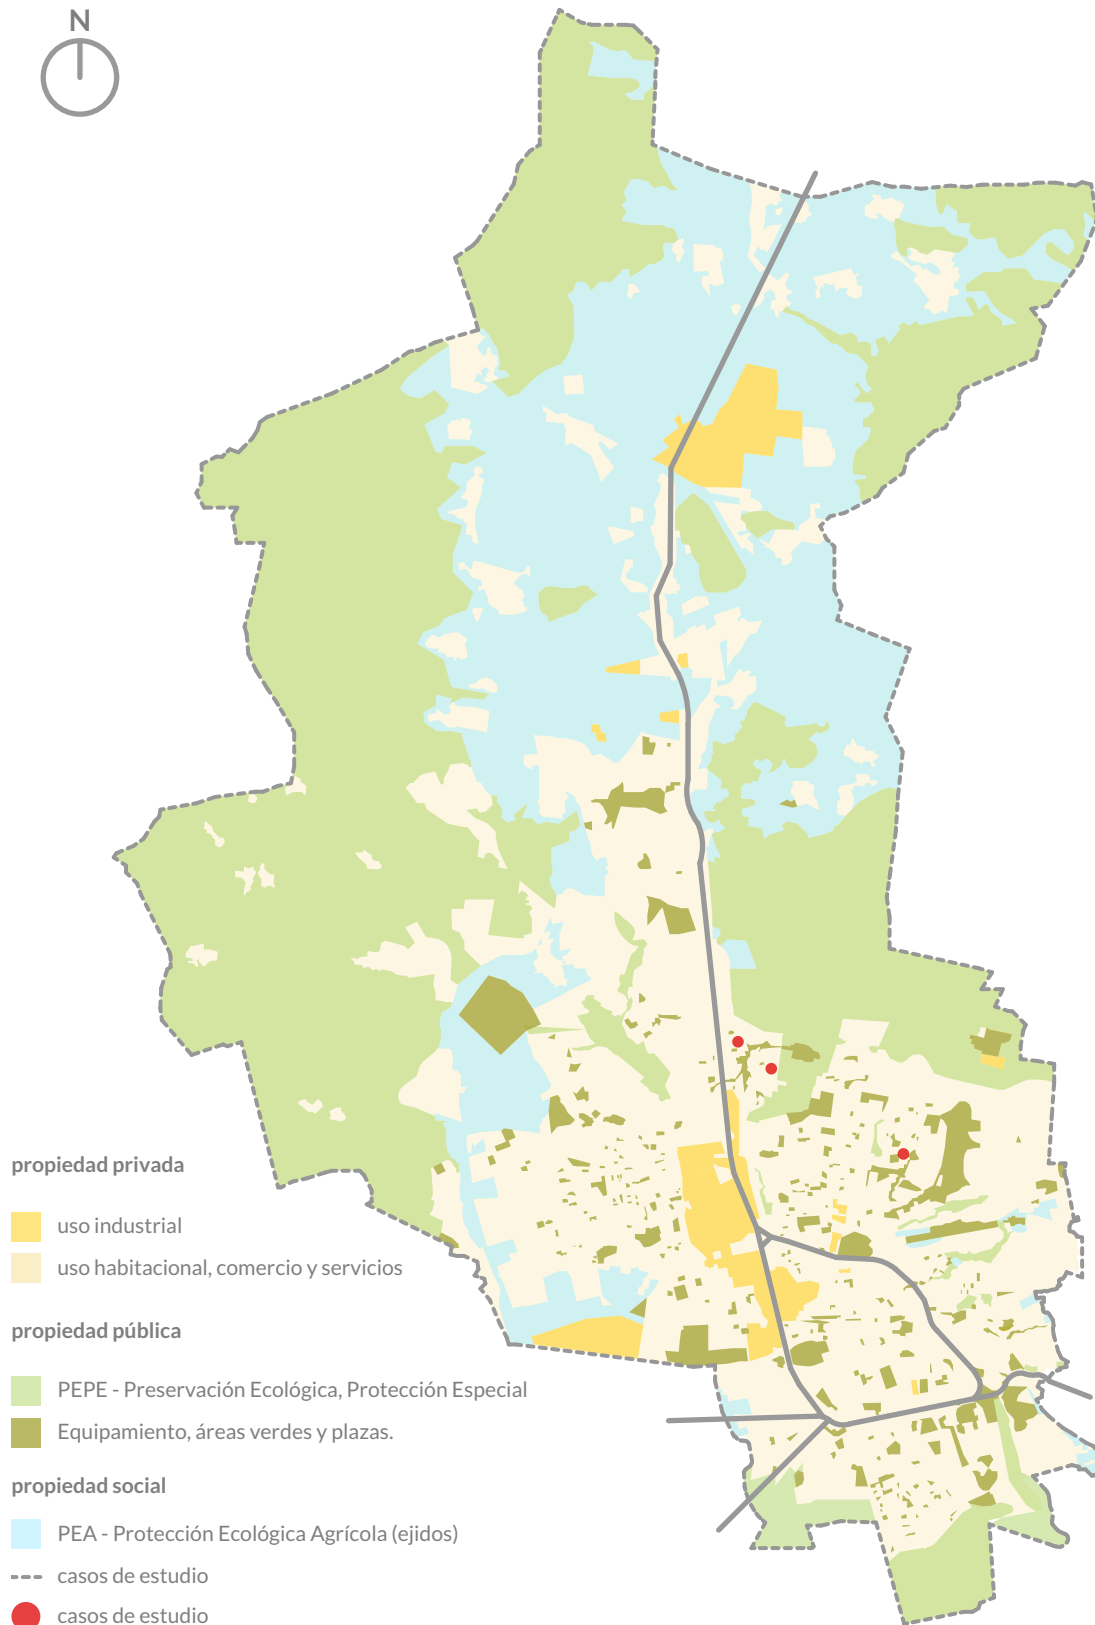 N
propiedad privada
uso industrial
uso habitacional, comercio y servicios
propiedad pública
PEPE - Preservación Ecológica, Protección Especial
Equipamiento, áreas verdes y plazas.
propiedad social
PEA - Protección Ecológica Agrícola (ejidos)
casos de estudio
casos de estudio